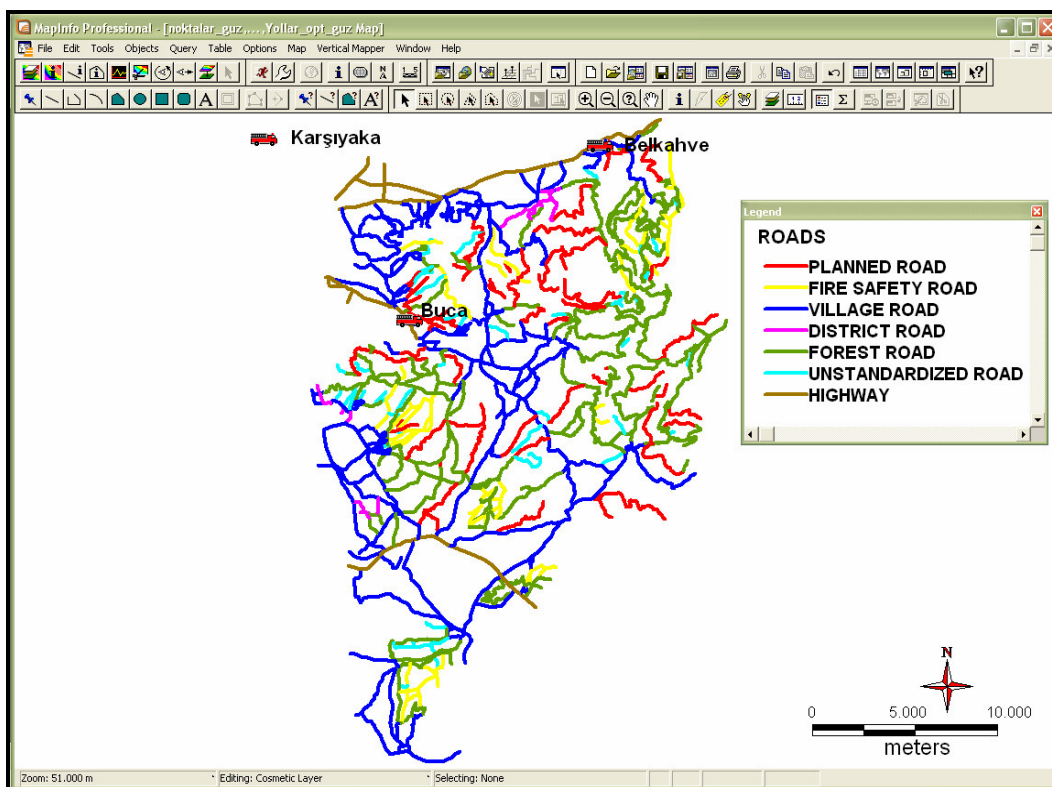 MapInfo Professional - [noktalar_guz,...,Yollar_opt_guz Map]
File Edit Tools Objects Query Table Options Map Vertical Mapper Window Help
Karşıyaka
Belkahve
Buca
Legend
ROADS
PLANNED ROAD
FIRE SAFETY ROAD
VILLAGE ROAD
DISTRICT ROAD
FOREST ROAD
UNSTANDARDIZED ROAD
HIGHWAY
N
0 5.000 10.000
meters
Zoom: 51.000 m Editing: Cosmetic Layer Selecting: None